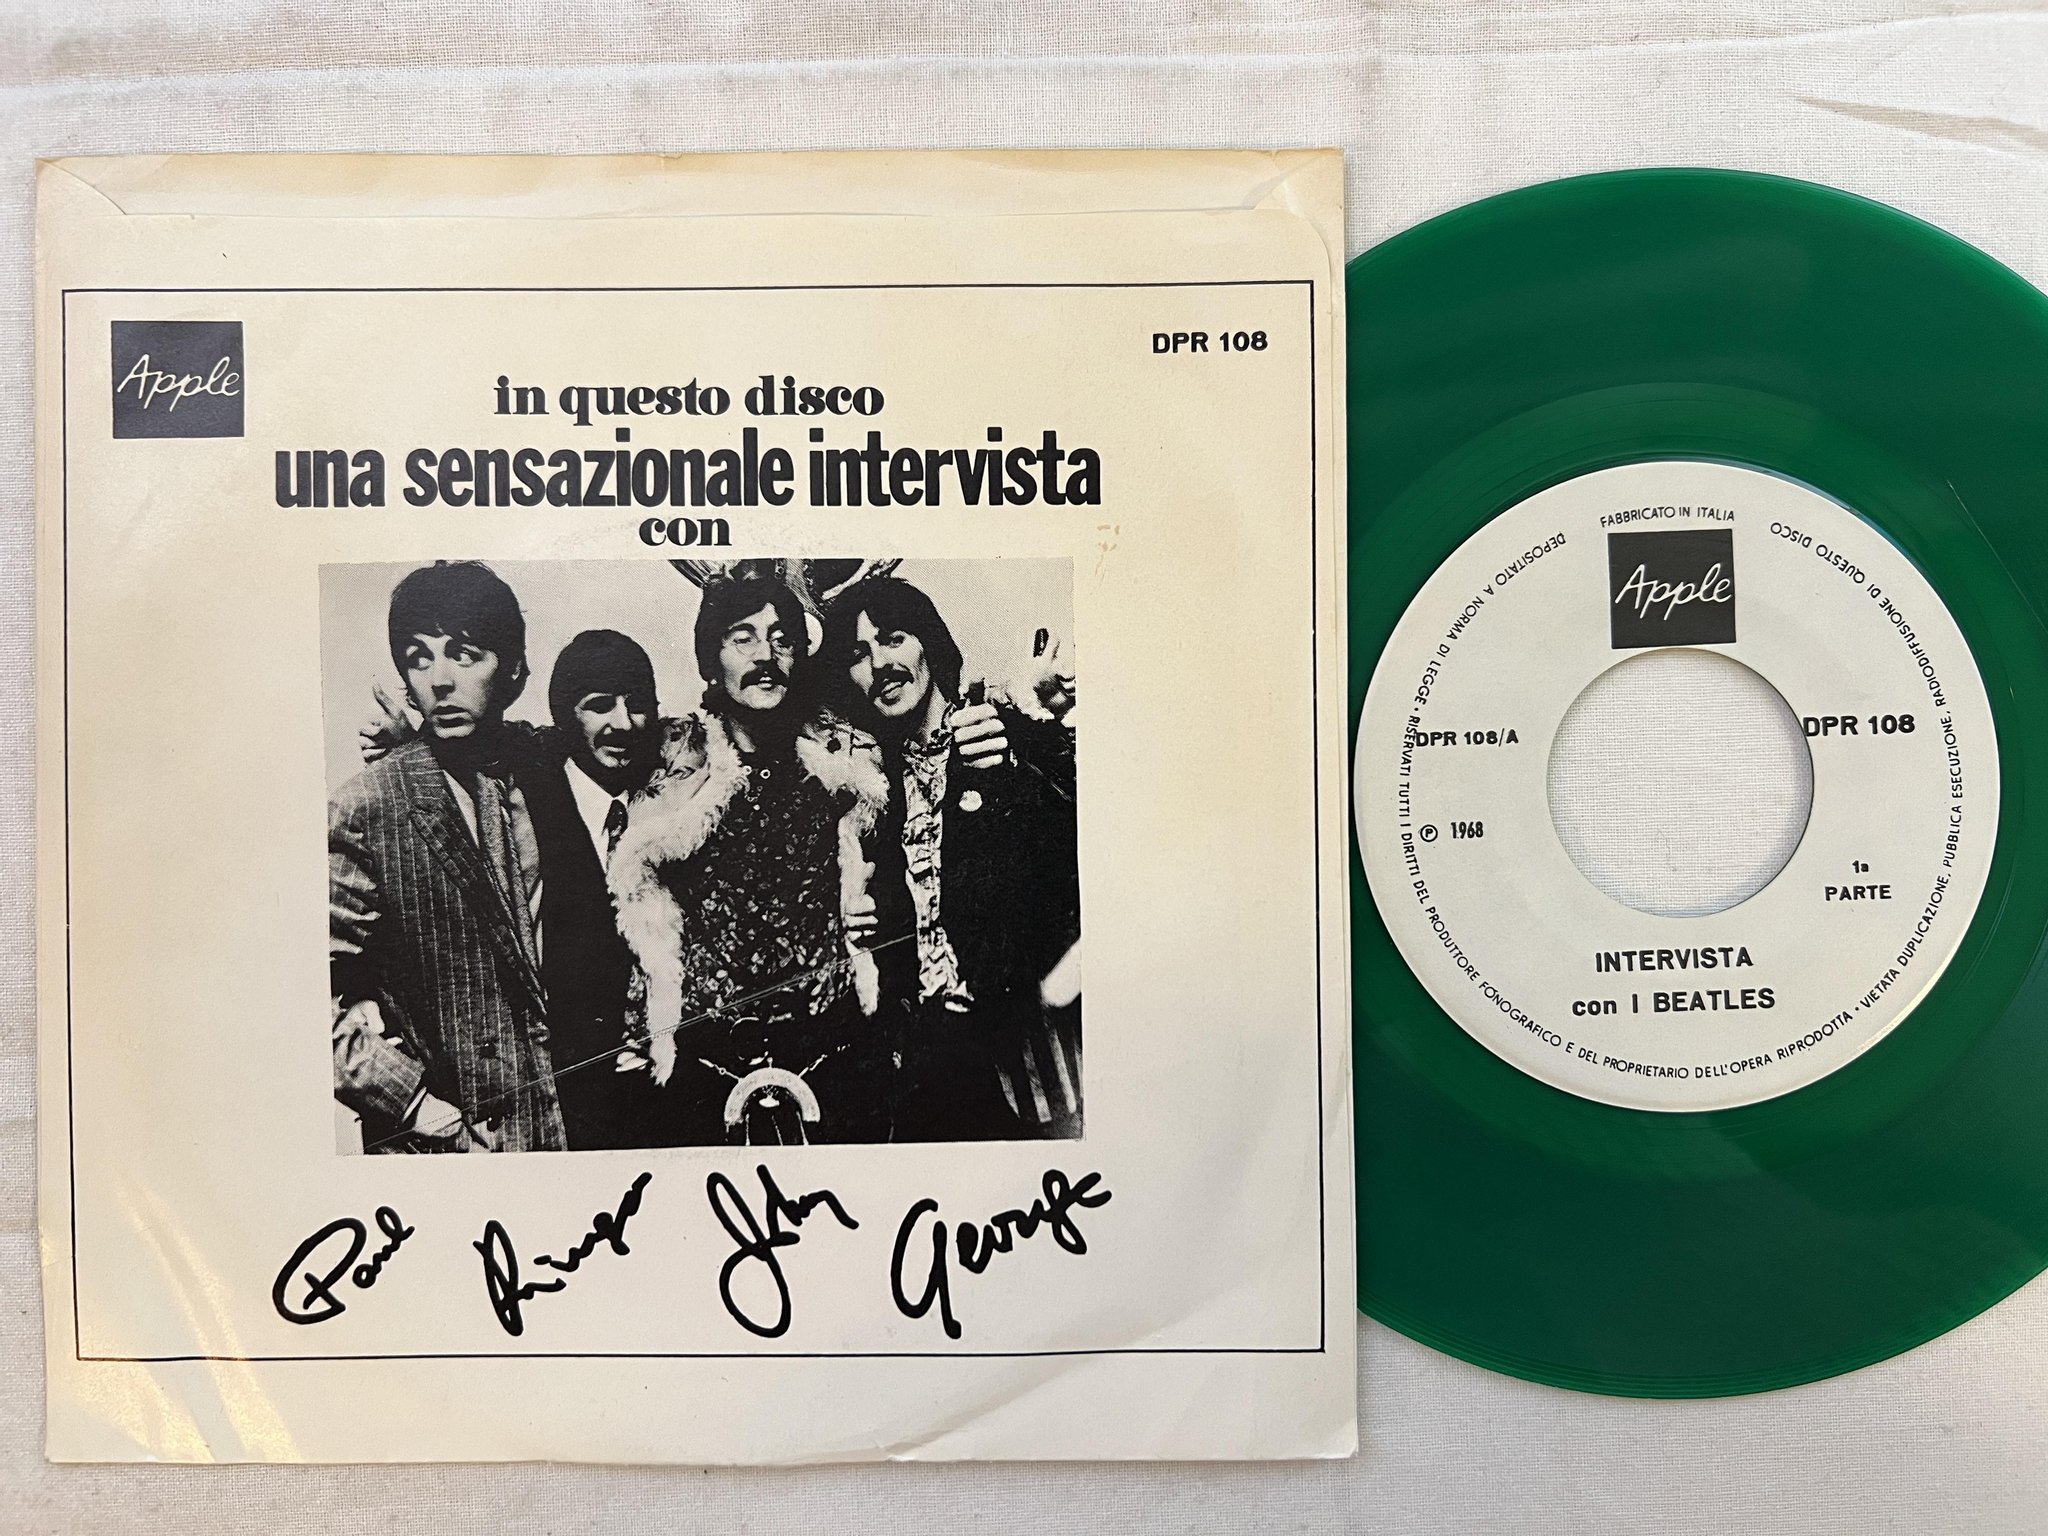 Apple
DPR 108
in questo disco
una sensazionale intervista
con
Paul Ringo John George
FABBRICATO IN ITALIA
DEPOSITATO A NORMA DI LEGGE • RISERVATI TUTTI I DIRITTI DEL PRODUTTORE FONOGRAFICO E DEL PROPRIETARIO DELL'OPERA RIPRODOTTA • VIETATA DUPLICAZIONE, PUBBLICA ESECUZIONE, RADIODIFFUSIONE DI QUESTO DISCO
Apple
DPR 108/A
DPR 108
℗ 1968
1a
PARTE
INTERVISTA
con I BEATLES